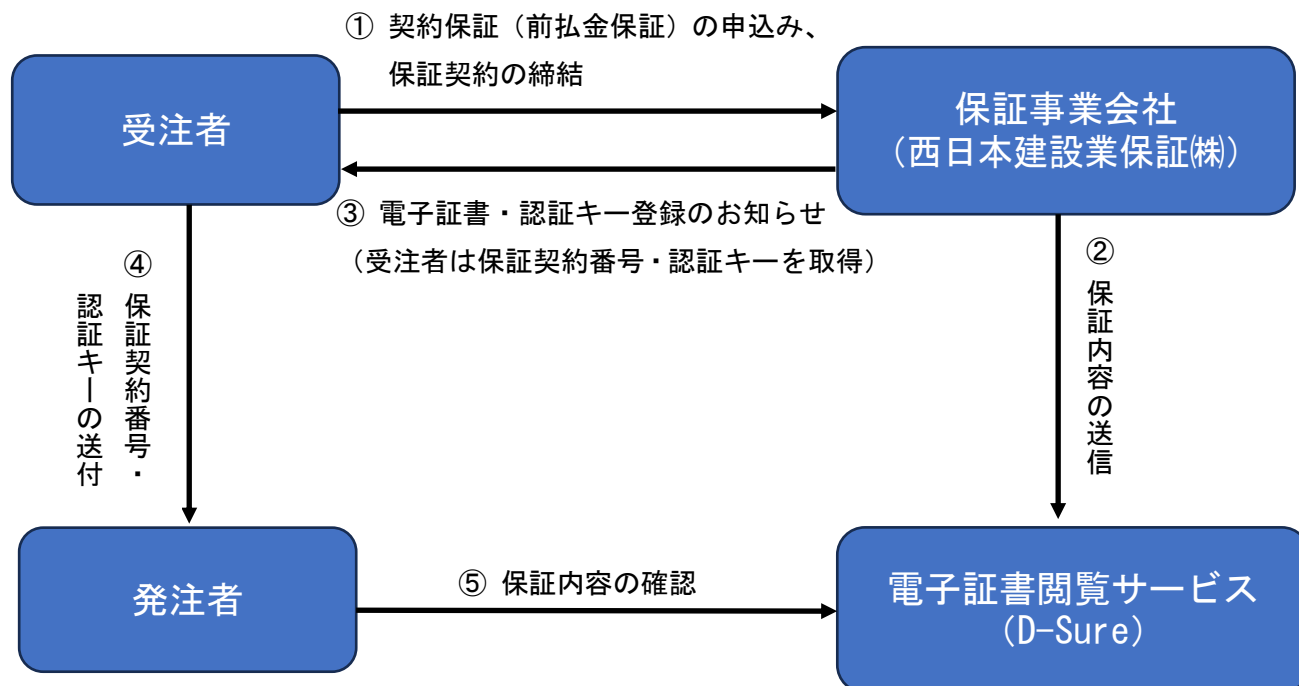 ① 契約保証（前払金保証）の申込み、
保証契約の締結
受注者
保証事業会社
（西日本建設業保証㈱）
③ 電子証書・認証キー登録のお知らせ
（受注者は保証契約番号・認証キーを取得）
④ 保証契約番号・
認証キーの送付
② 保証内容の送信
発注者
⑤ 保証内容の確認
電子証書閲覧サービス
（D-Sure）